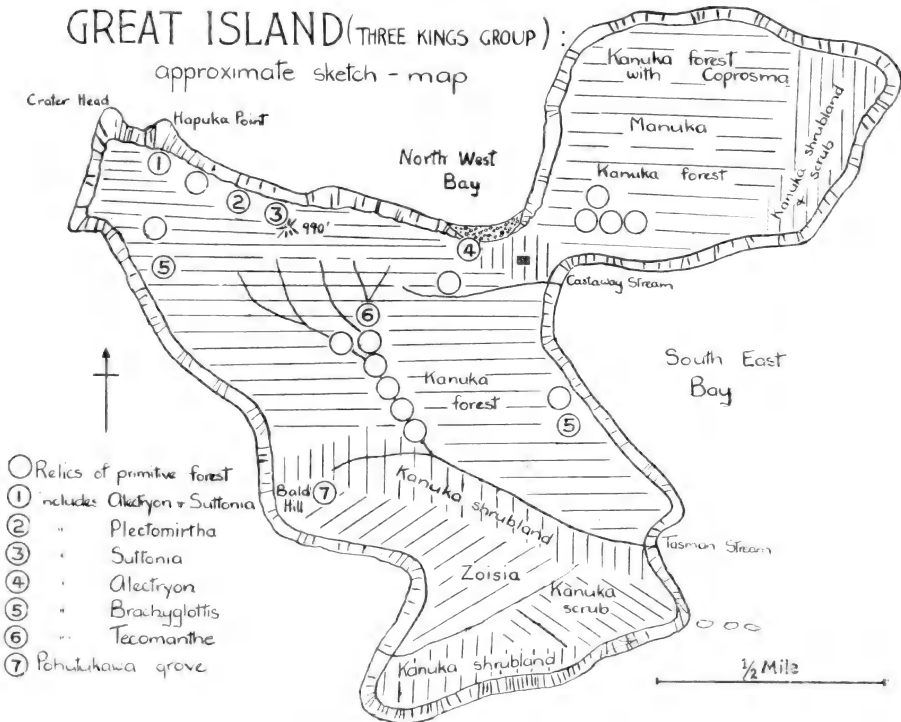 GREAT ISLAND (THREE KINGS GROUP) :
approximate sketch - map
Crater Head
Hapuka Point
North West
Bay
Kanuka forest
with Coprosma
Manuka
Kanuka forest
Kanuka shrubland
& scrub
1
2
3
990'
4
5
Castaway Stream
6
South East
Bay
Kanuka
forest
5
Relics of primitive forest
1 includes Alectryon & Suttonia
2 " Plectomirtha
3 " Suttonia
4 " Alectryon
5 " Brachyglottis
6 " Tecomanthe
7 Pohutukawa grove
Bald
Hill
7
Kanuka shrubland
Tasman Stream
Zoisia
Kanuka
scrub
Kanuka shrubland
1/2 Mile